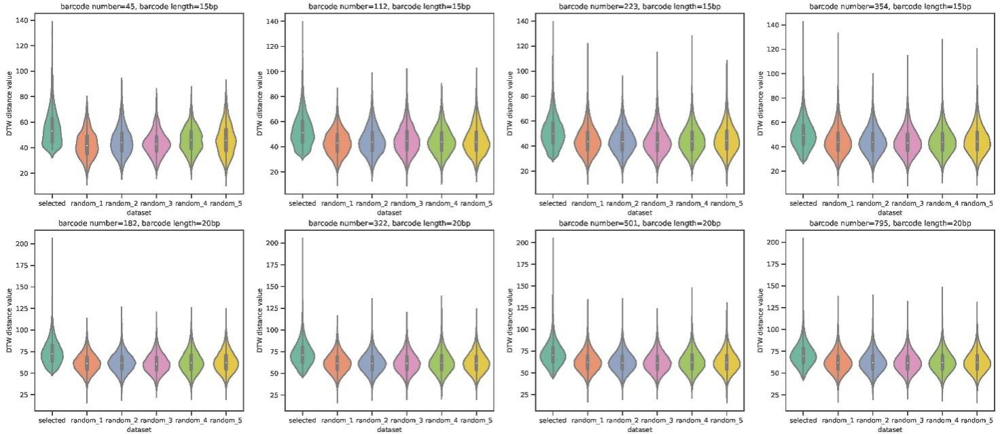 barcode number=45, barcode length=15bp
DTW distance value
140
120
100
80
60
40
20
selected random_1 random_2 random_3 random_4 random_5
dataset
barcode number=112, barcode length=15bp
DTW distance value
140
120
100
80
60
40
20
selected random_1 random_2 random_3 random_4 random_5
dataset
barcode number=223, barcode length=15bp
DTW distance value
140
120
100
80
60
40
20
selected random_1 random_2 random_3 random_4 random_5
dataset
barcode number=354, barcode length=15bp
DTW distance value
140
120
100
80
60
40
20
selected random_1 random_2 random_3 random_4 random_5
dataset
barcode number=182, barcode length=20bp
DTW distance value
200
175
150
125
100
75
50
25
selected random_1 random_2 random_3 random_4 random_5
dataset
barcode number=322, barcode length=20bp
DTW distance value
200
175
150
125
100
75
50
25
selected random_1 random_2 random_3 random_4 random_5
dataset
barcode number=501, barcode length=20bp
DTW distance value
200
175
150
125
100
75
50
25
selected random_1 random_2 random_3 random_4 random_5
dataset
barcode number=795, barcode length=20bp
DTW distance value
200
175
150
125
100
75
50
25
selected random_1 random_2 random_3 random_4 random_5
dataset